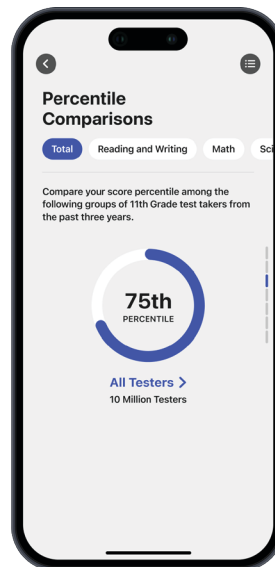 Percentile
Comparisons
Total Reading and Writing Math Sci
Compare your score percentile among the
following groups of 11th Grade test takers from
the past three years.
75th
PERCENTILE
All Testers
10 Million Testers